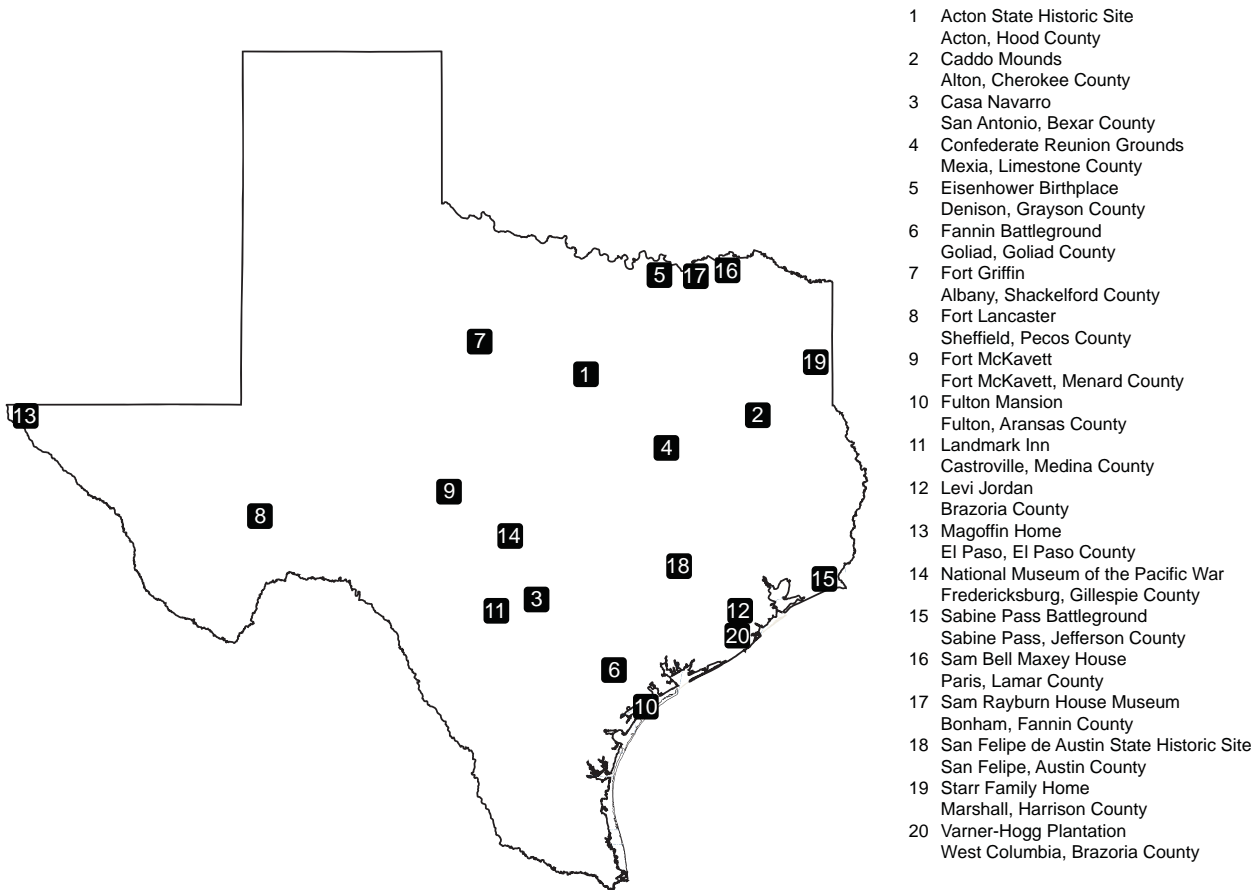 1 Acton State Historic Site
Acton, Hood County
2 Caddo Mounds
Alton, Cherokee County
3 Casa Navarro
San Antonio, Bexar County
4 Confederate Reunion Grounds
Mexia, Limestone County
5 Eisenhower Birthplace
Denison, Grayson County
6 Fannin Battleground
Goliad, Goliad County
7 Fort Griffin
Albany, Shackelford County
8 Fort Lancaster
Sheffield, Pecos County
9 Fort McKavett
Fort McKavett, Menard County
10 Fulton Mansion
Fulton, Aransas County
11 Landmark Inn
Castroville, Medina County
12 Levi Jordan
Brazoria County
13 Magoffin Home
El Paso, El Paso County
14 National Museum of the Pacific War
Fredericksburg, Gillespie County
15 Sabine Pass Battleground
Sabine Pass, Jefferson County
16 Sam Bell Maxey House
Paris, Lamar County
17 Sam Rayburn House Museum
Bonham, Fannin County
18 San Felipe de Austin State Historic Site
San Felipe, Austin County
19 Starr Family Home
Marshall, Harrison County
20 Varner-Hogg Plantation
West Columbia, Brazoria County
5
17
16
7
19
1
13
2
4
9
8
14
18
15
3
11
12
20
6
10